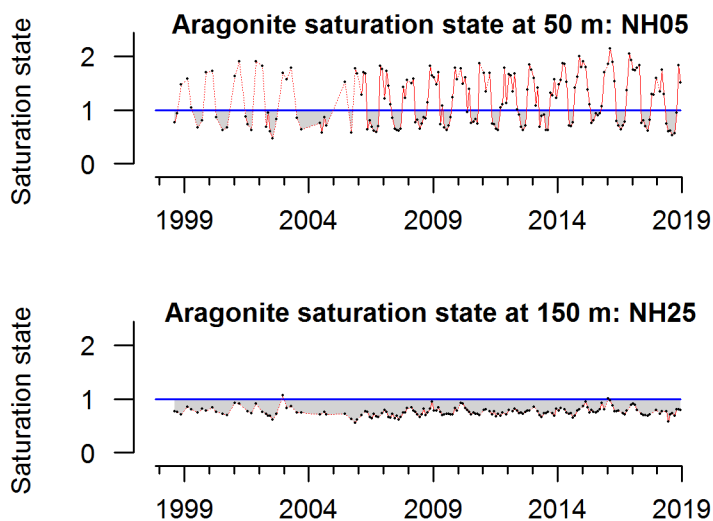 Aragonite saturation state at 50 m: NH05
Saturation state
2
1
0
1999 2004 2009 2014 2019
Aragonite saturation state at 150 m: NH25
Saturation state
2
1
0
1999 2004 2009 2014 2019